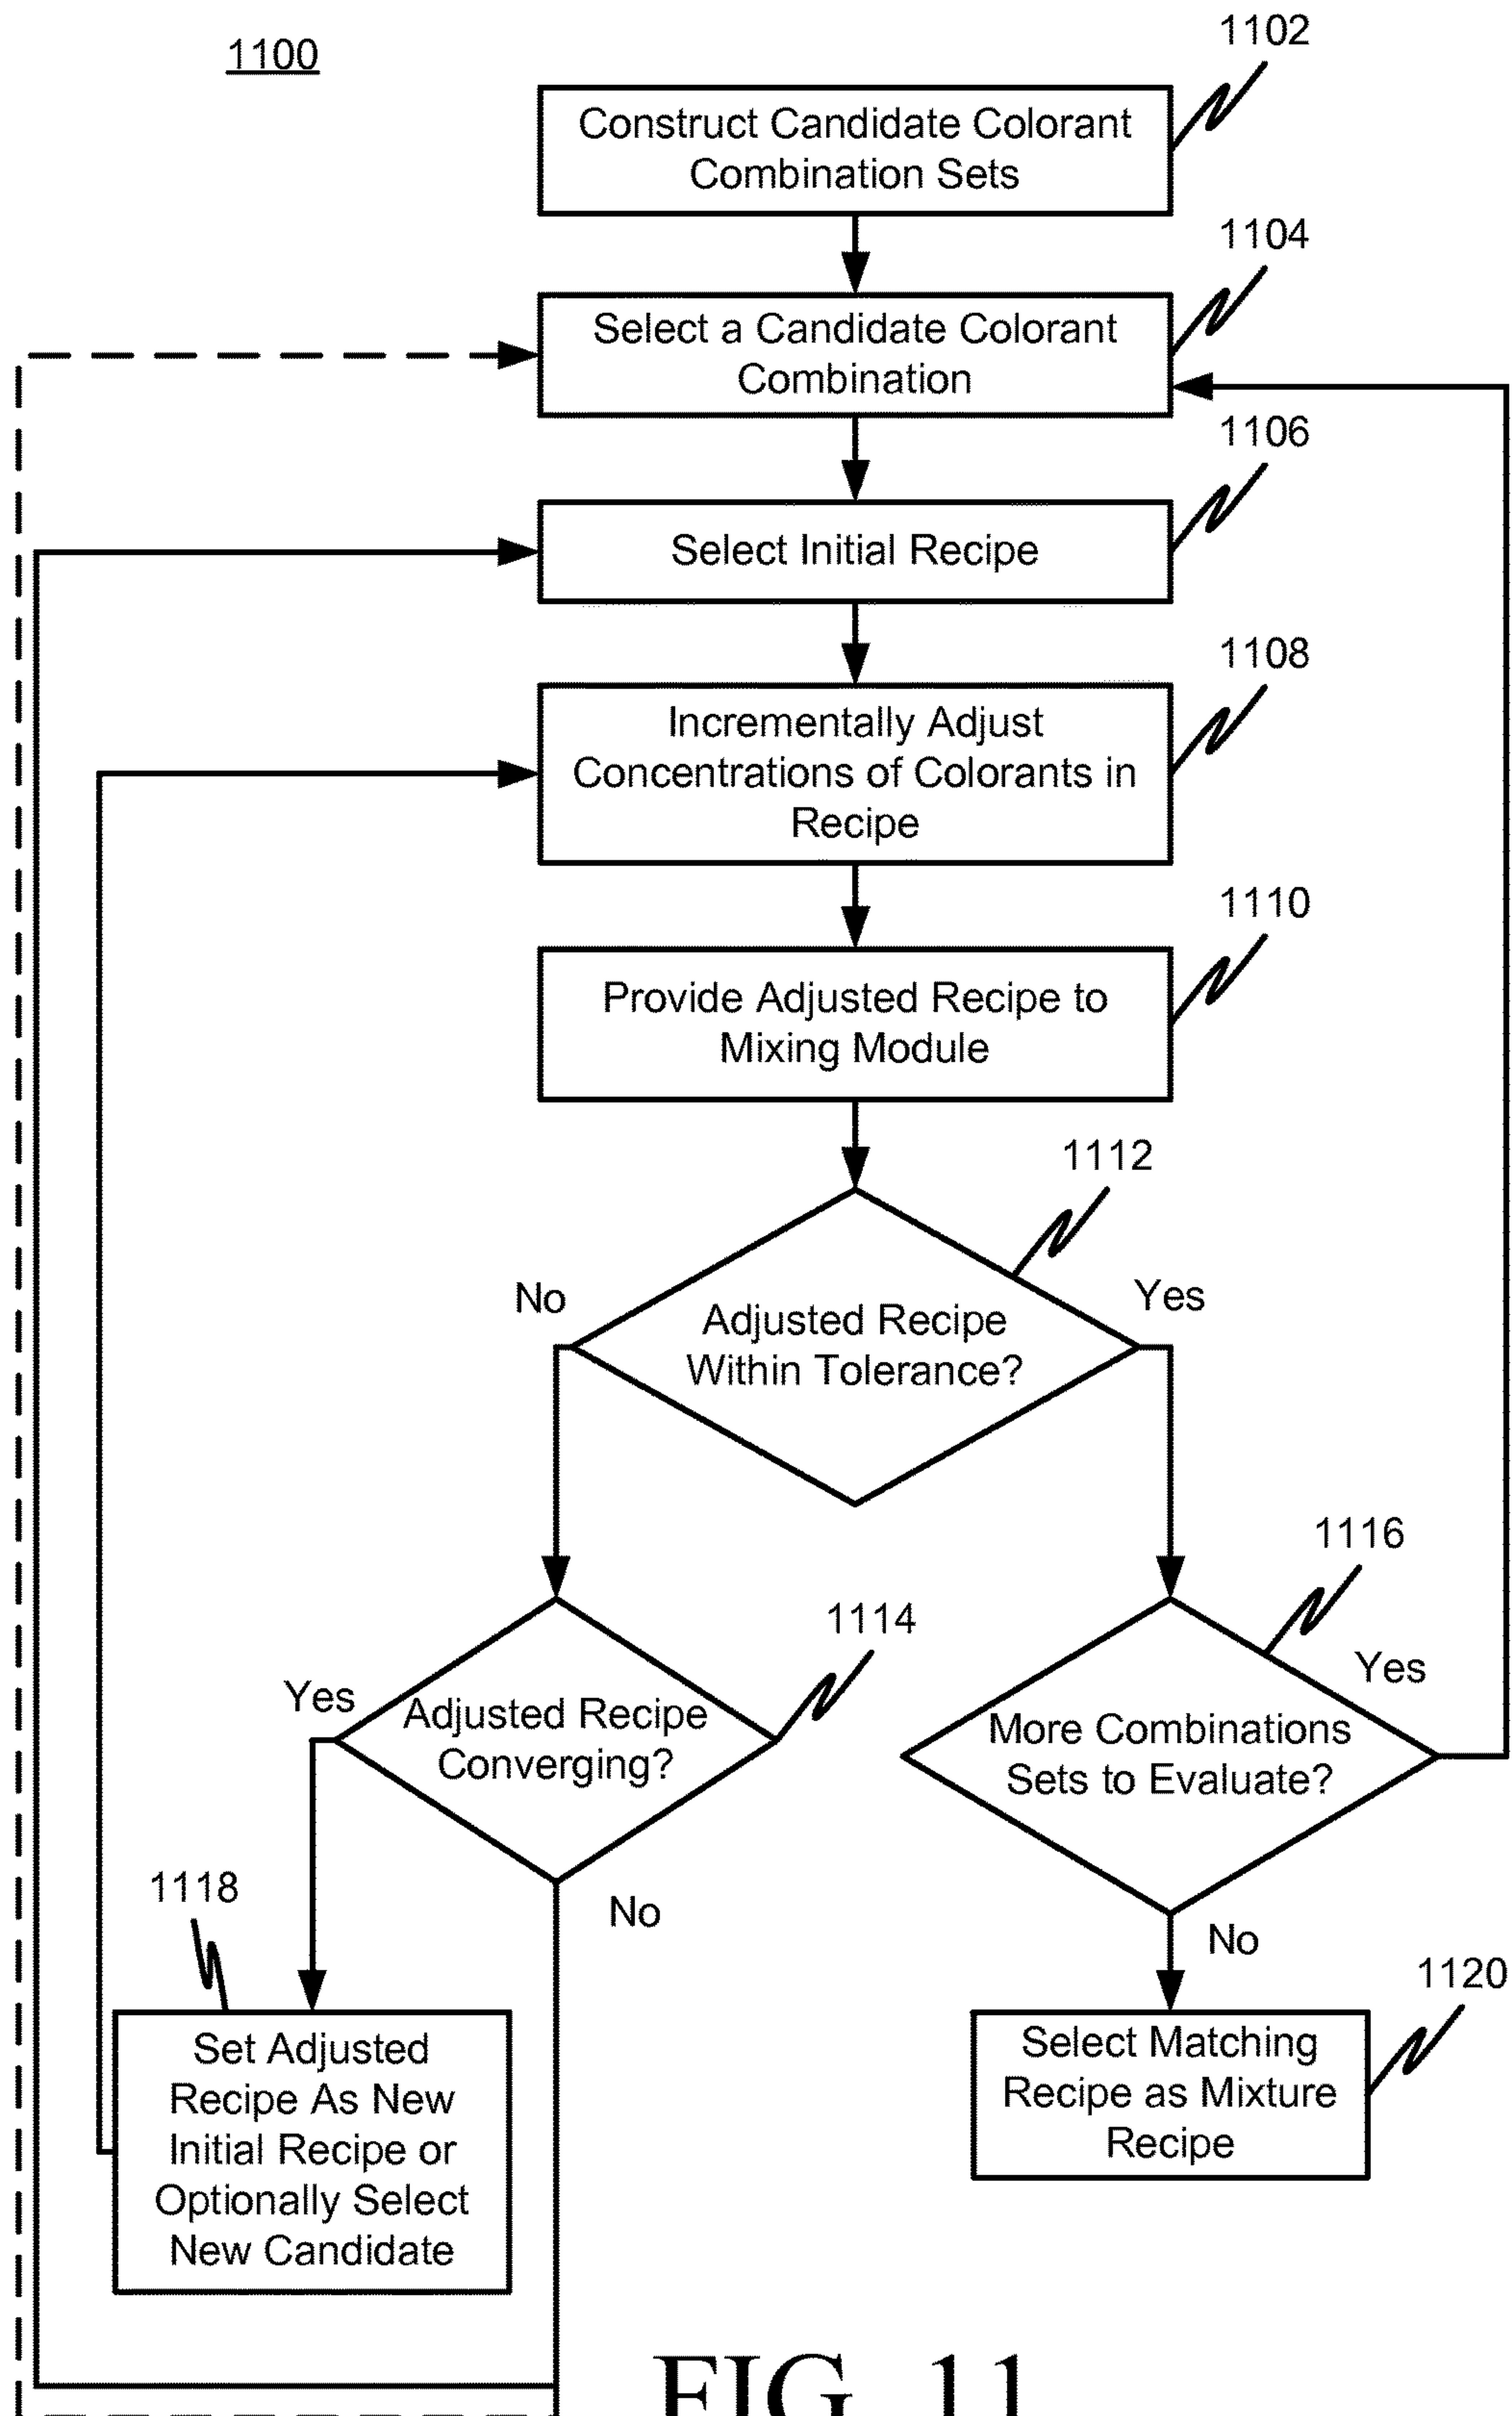 1100
1102
Construct Candidate Colorant
Combination Sets
1104
Select a Candidate Colorant
Combination
1106
Select Initial Recipe
1108
Incrementally Adjust
Concentrations of Colorants in
Recipe
1110
Provide Adjusted Recipe to
Mixing Module
1112
No
Yes
Adjusted Recipe
Within Tolerance?
1114
1116
Yes
Adjusted Recipe
Converging?
No
Yes
More Combinations
Sets to Evaluate?
No
1118
Set Adjusted
Recipe As New
Initial Recipe or
Optionally Select
New Candidate
1120
Select Matching
Recipe as Mixture
Recipe
FIG. 11